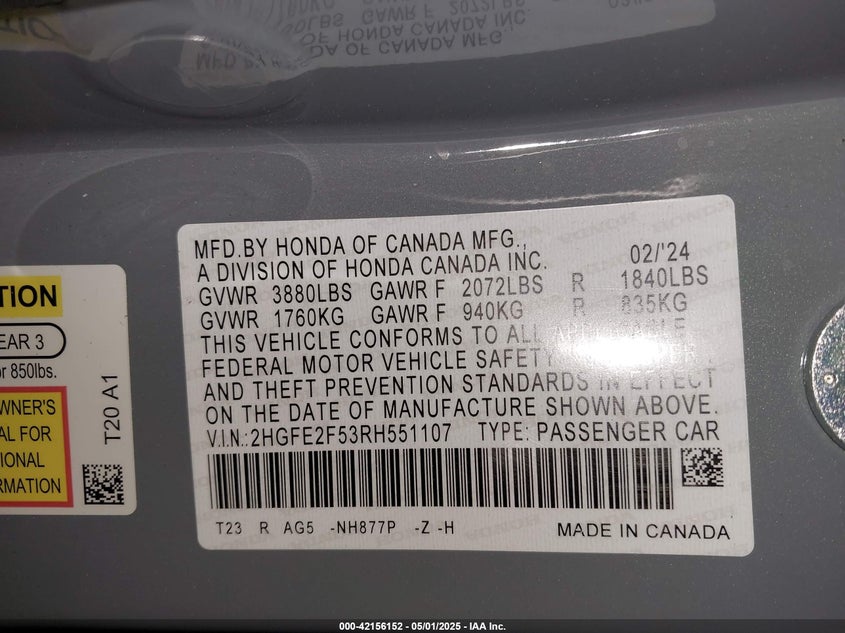 MFD.BY HONDA OF CANADA MFG.,
A DIVISION OF HONDA CANADA INC. 02/'24
GVWR 3880LBS GAWR F 2072LBS R 1840LBS
GVWR 1760KG GAWR F 940KG R 835KG
THIS VEHICLE CONFORMS TO ALL APPLICABLE
FEDERAL MOTOR VEHICLE SAFETY
AND THEFT PREVENTION STANDARDS IN EFFECT
ON THE DATE OF MANUFACTURE SHOWN ABOVE.
V.I.N.:2HGFE2F53RH551107 TYPE: PASSENGER CAR
T23 R AG5 -NH877P -Z -H MADE IN CANADA
TION
EAR 3
or 850lbs.
WNER'S
AL FOR
IONAL
RMATION
T20 A1
000-42156152 - 05/01/2025 - IAA Inc.